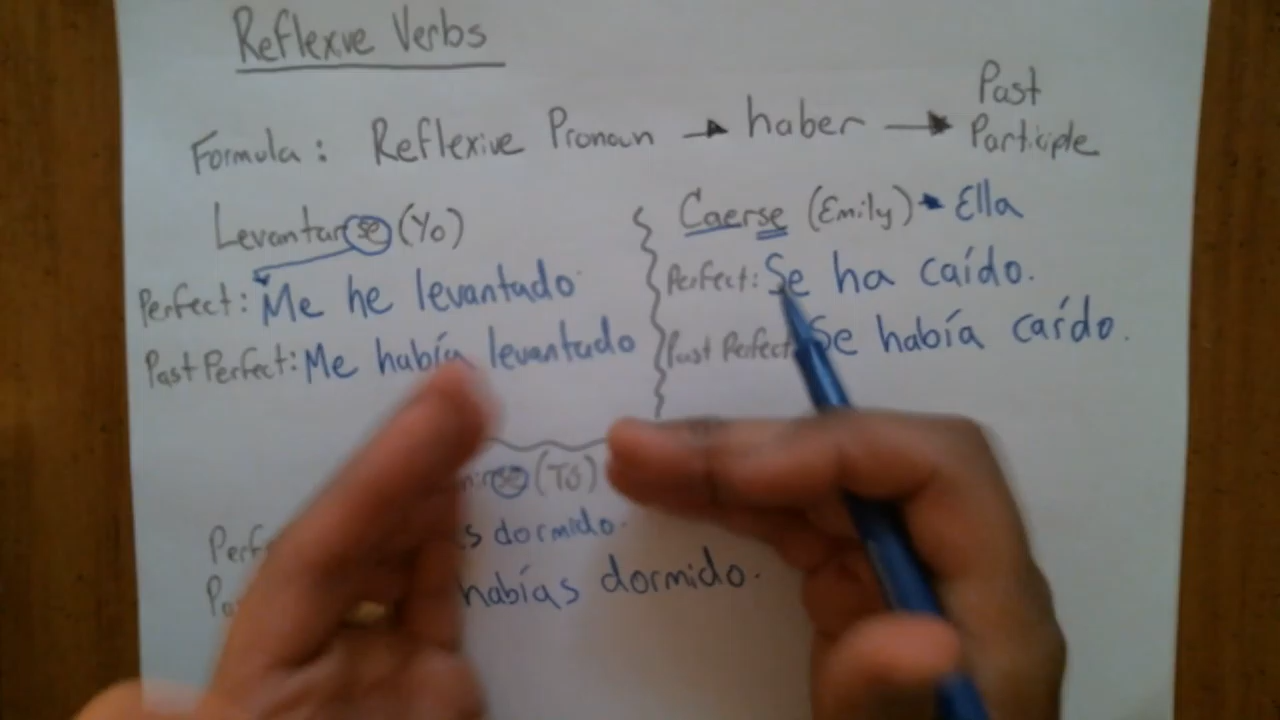 Reflexve Verbs
Formula: Reflexive Pronoun → haber → Past Participle
Levantarse (Yo)
Perfect: Me he levantado
Past Perfect: Me había levantado
Caerse (Emily) → Ella
Perfect: Se ha caído.
Past Perfect Se había caído.
(Tú)
dormido.
habías dormido.